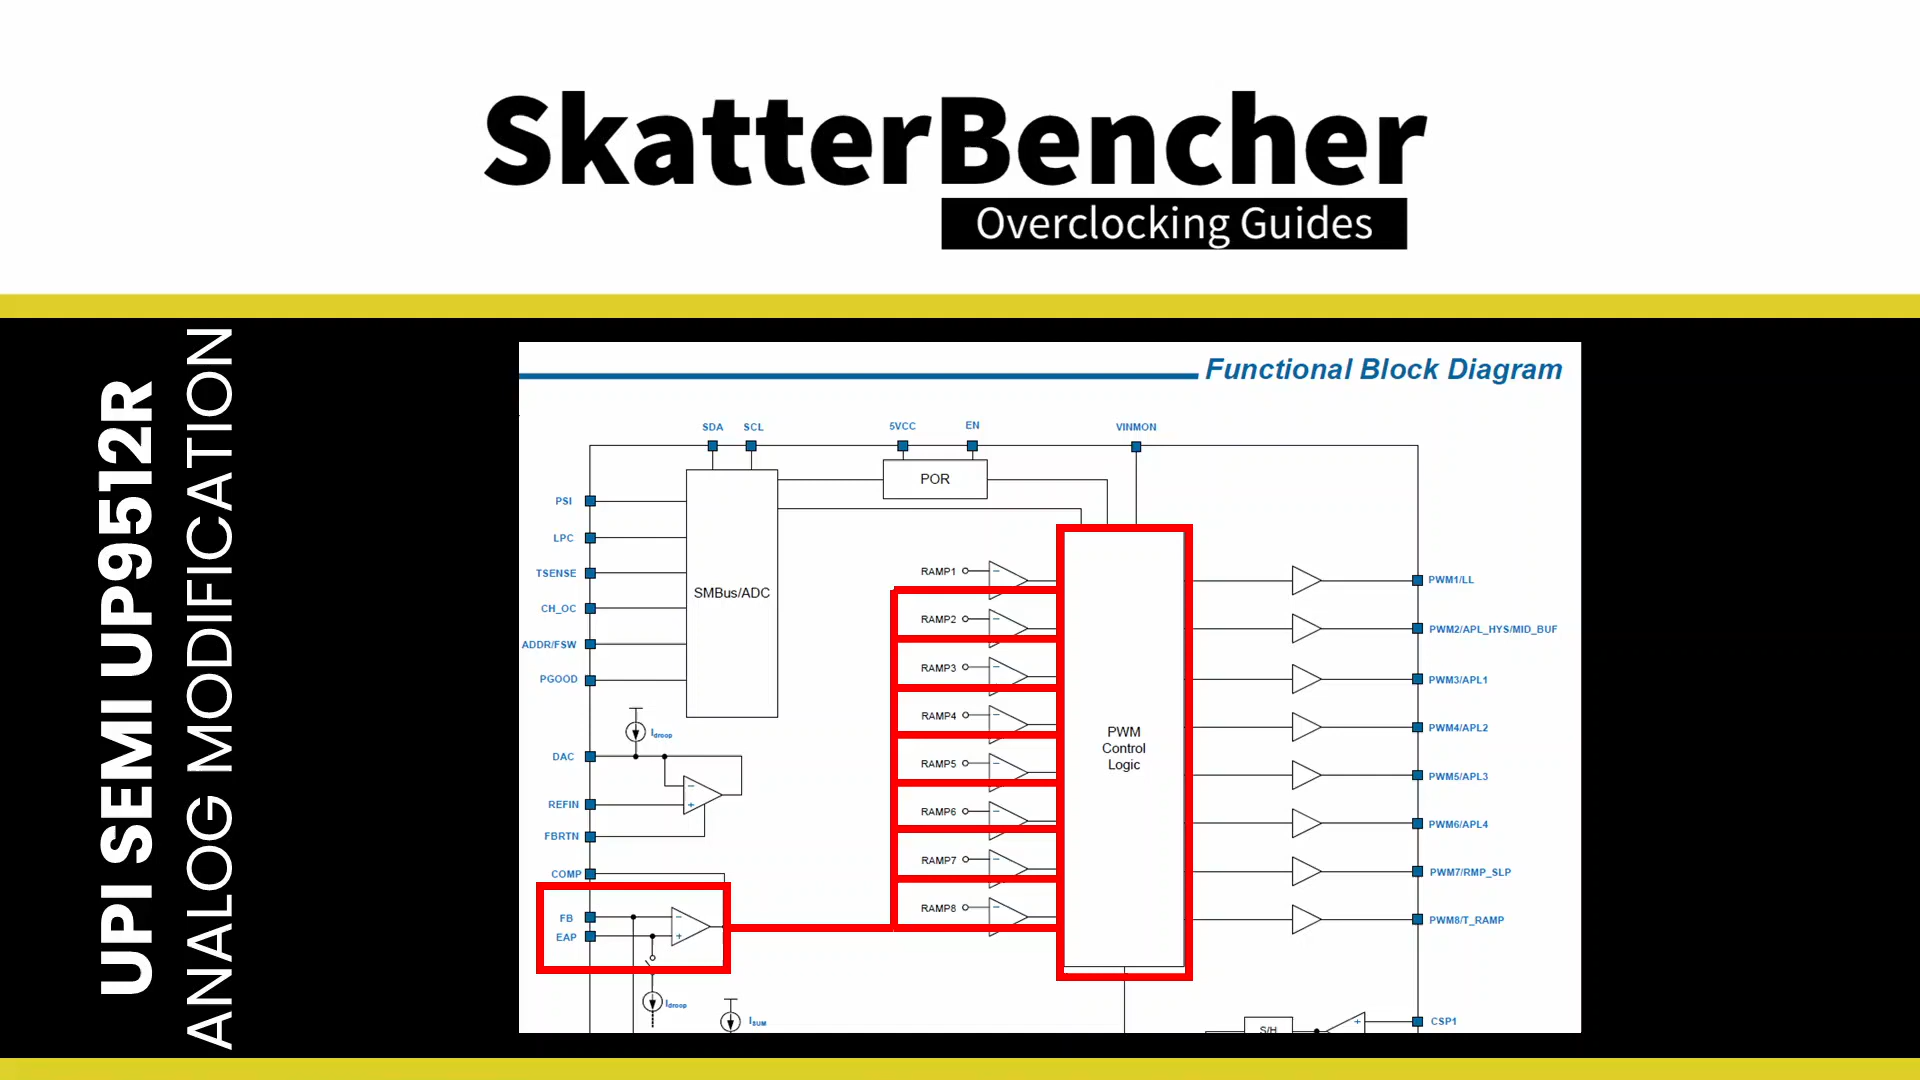 SkatterBencher
Overclocking Guides
UPI SEMI UP9512R
ANALOG MODIFICATION
Functional Block Diagram
SDA SCL 5VCC EN VINMON
POR
PSI
LPC
TSENSE
CH_OC
ADDR/FSW
PGOOD
SMBus/ADC
Idroop
DAC
REFIN
FBRTN
COMP
FB
EAP
Idroop
ISUM
RAMP1
RAMP2
RAMP3
RAMP4
RAMP5
RAMP6
RAMP7
RAMP8
PWM
Control
Logic
PWM1/LL
PWM2/APL_HYS/MID_BUF
PWM3/APL1
PWM4/APL2
PWM5/APL3
PWM6/APL4
PWM7/RMP_SLP
PWM8/T_RAMP
S/H
CSP1